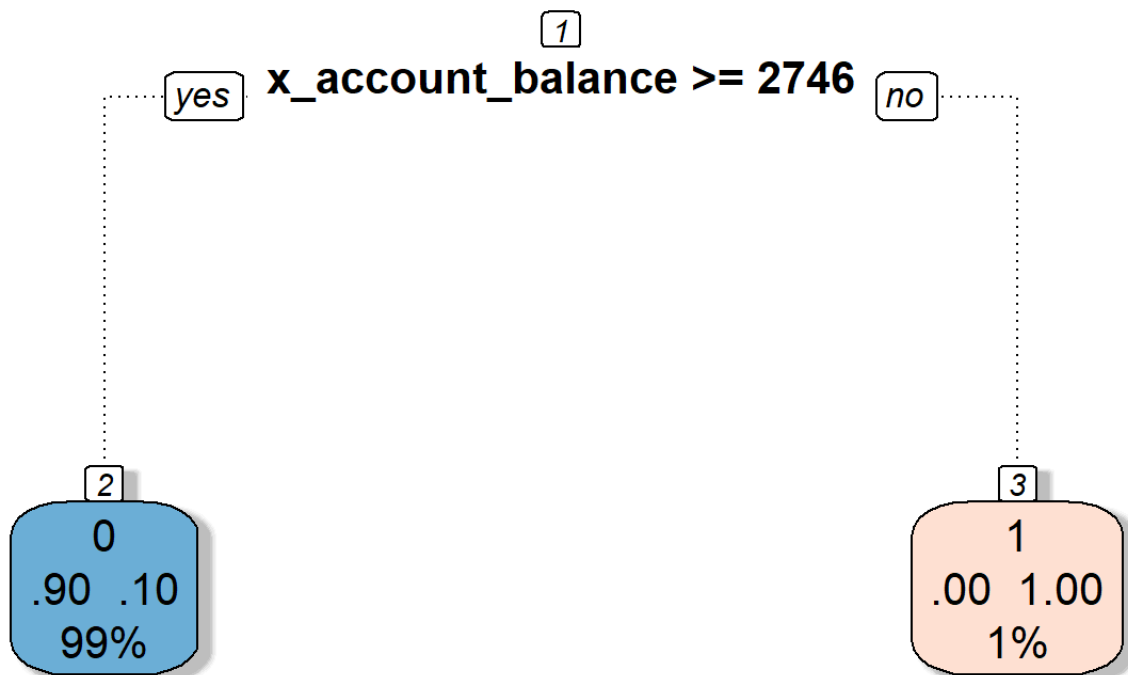 1
yes x_account_balance >= 2746 no
2 3
0 1
.90 .10 .00 1.00
99% 1%